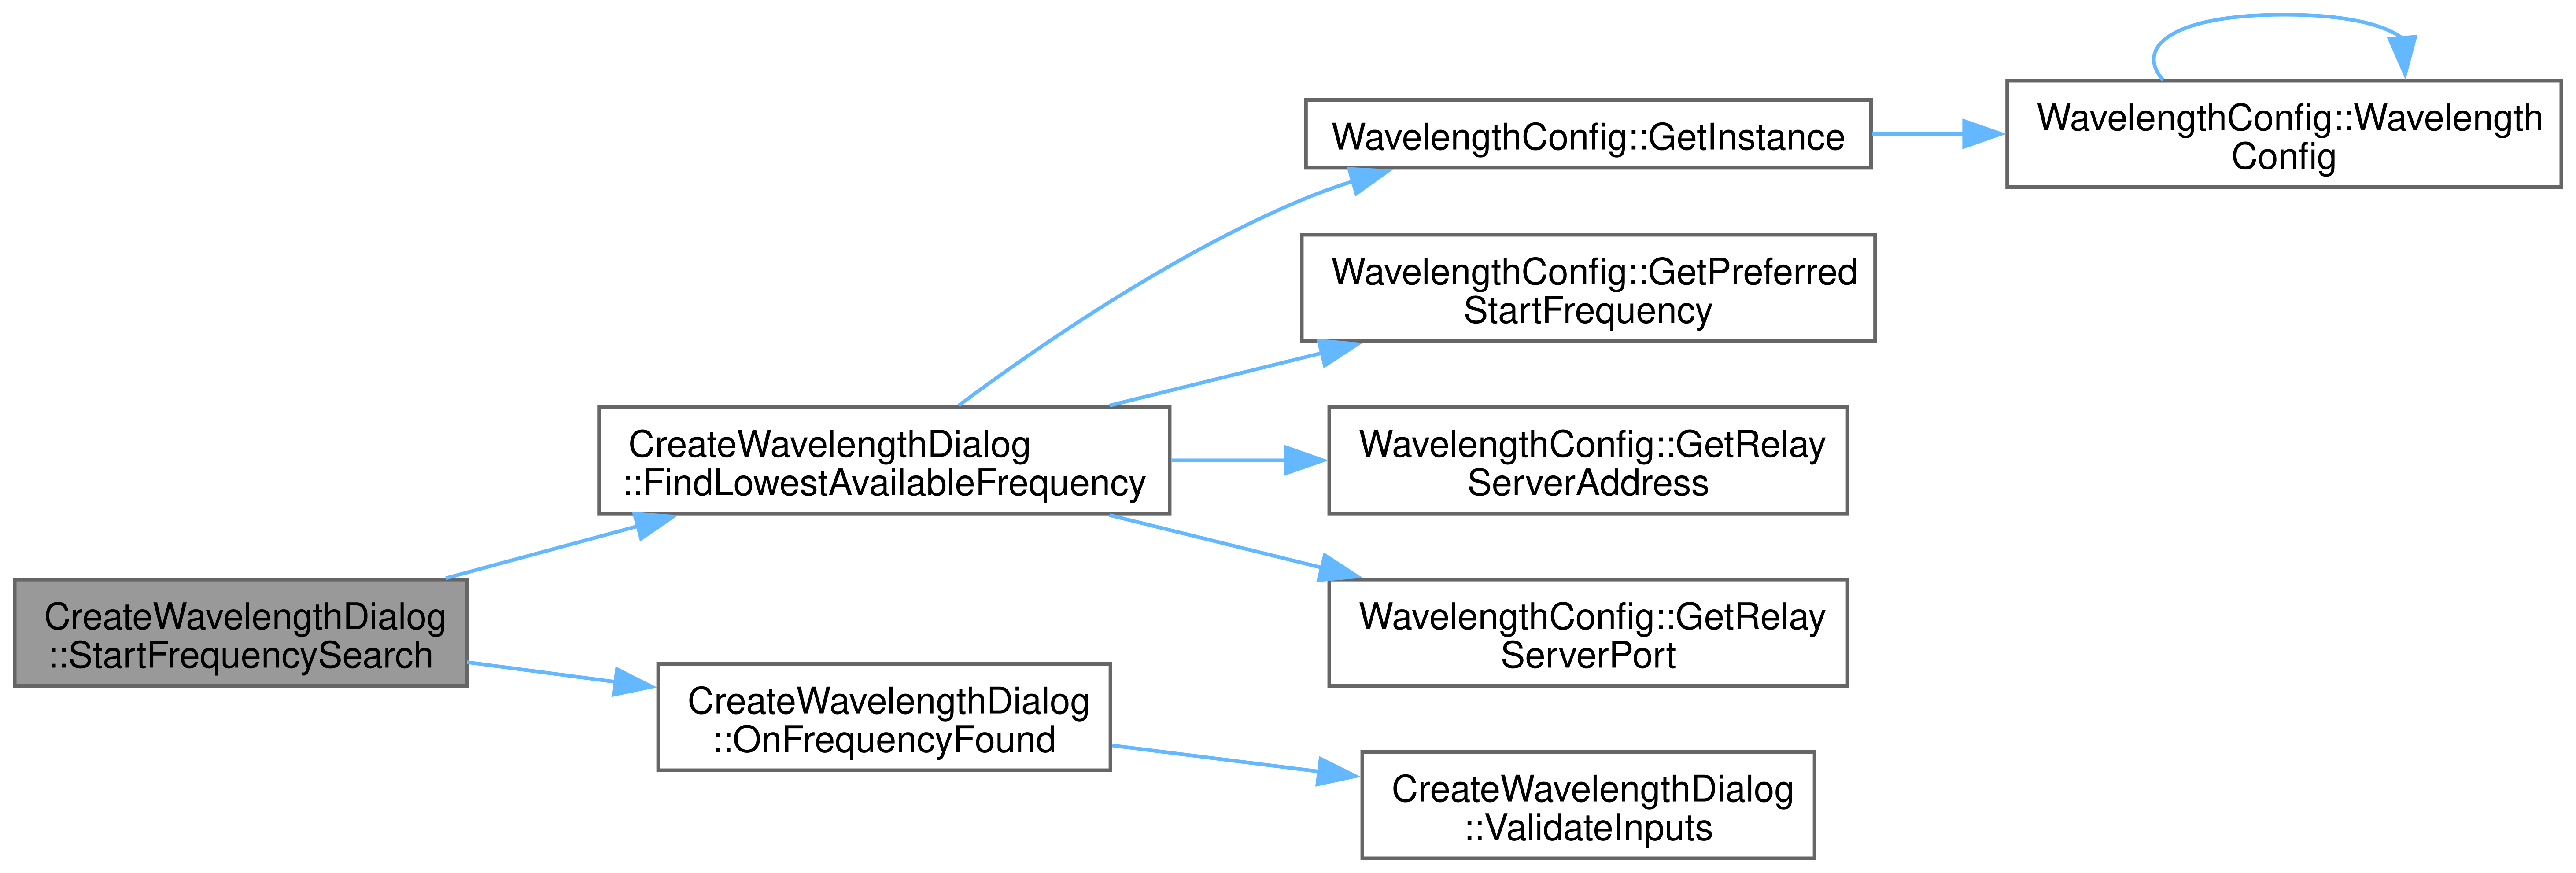 CreateWavelengthDialog
::StartFrequencySearch
CreateWavelengthDialog
::FindLowestAvailableFrequency
WavelengthConfig::GetInstance
WavelengthConfig::Wavelength
Config
WavelengthConfig::GetPreferred
StartFrequency
WavelengthConfig::GetRelay
ServerAddress
WavelengthConfig::GetRelay
ServerPort
CreateWavelengthDialog
::OnFrequencyFound
CreateWavelengthDialog
::ValidateInputs